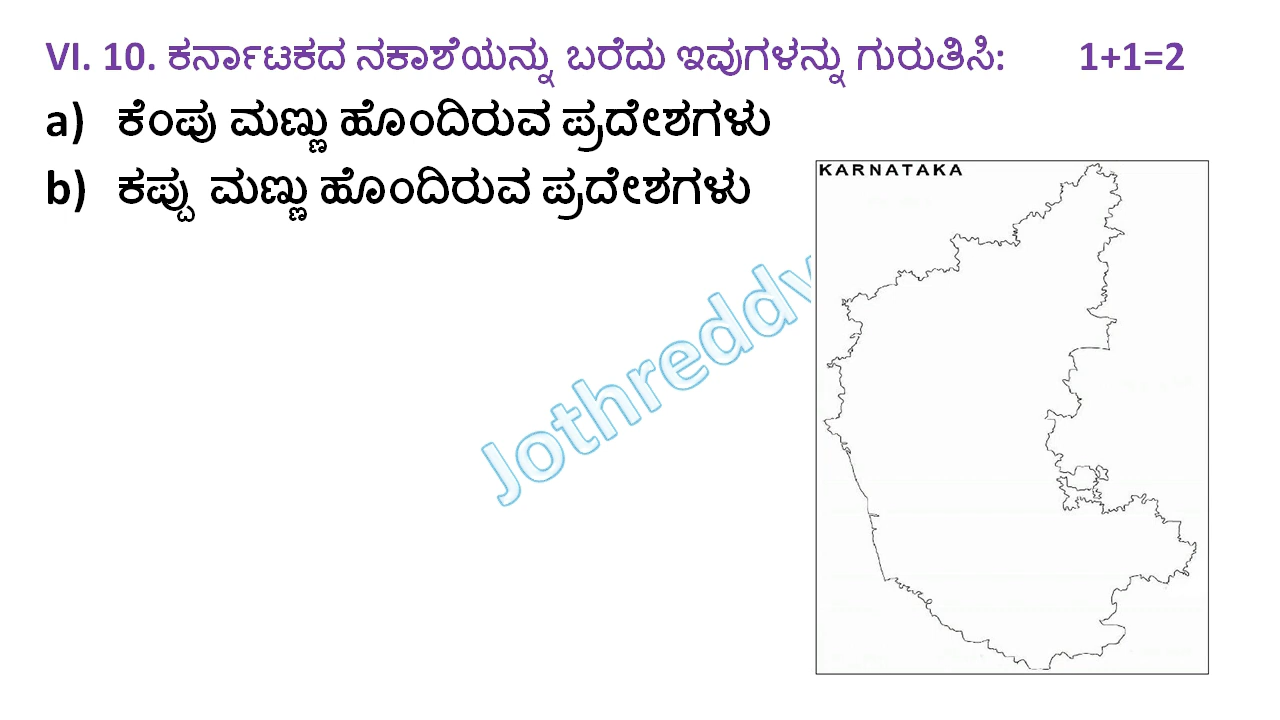 VI. 10. ಕರ್ನಾಟಕದ ನಕಾಶೆಯನ್ನು ಬರೆದು ಇವುಗಳನ್ನು ಗುರುತಿಸಿ: 1+1=2
a) ಕೆಂಪು ಮಣ್ಣು ಹೊಂದಿರುವ ಪ್ರದೇಶಗಳು
b) ಕಪ್ಪು ಮಣ್ಣು ಹೊಂದಿರುವ ಪ್ರದೇಶಗಳು
KARNATAKA
Jothreddy